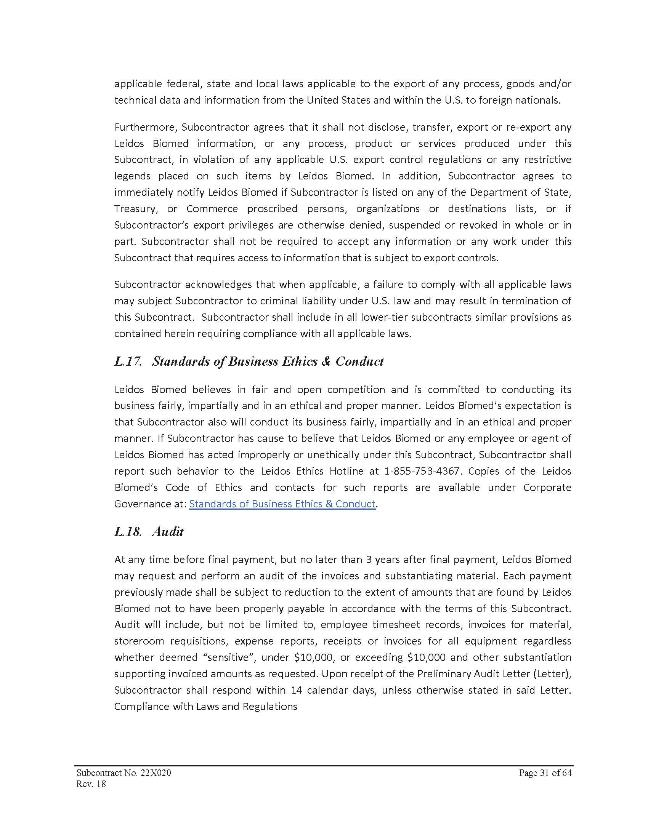 applicable federal, state and local laws applicable to the export of any process, goods and/or
technical data and information from the United States and within the U.S. to foreign nationals.
Furthermore, Subcontractor agrees that it shall not disclose, transfer, export or re-export any
Leidos Biomed information, or any process, product or services produced under this
Subcontract, in violation of any applicable U.S. export control regulations or any restrictive
legends placed on such items by Leidos Biomed. In addition, Subcontractor agrees to
immediately notify Leidos Biomed if Subcontractor is listed on any of the Department of State,
Treasury, or Commerce proscribed persons, organizations or destinations lists, or if
Subcontractor's export privileges are otherwise denied, suspended or revoked in whole or in
part. Subcontractor shall not be required to accept any information or any work under this
Subcontract that requires access to information that is subject to export controls.
Subcontractor acknowledges that when applicable, a failure to comply with all applicable laws
may subject Subcontractor to criminal liability under U.S. law and may result in termination of
this Subcontract. Subcontractor shall include in all lower-tier subcontracts similar provisions as
contained herein requiring compliance with all applicable laws.
L.17. Standards of Business Ethics & Conduct
Leidos Biomed believes in fair and open competition and is committed to conducting its
business fairly, impartially and in an ethical and proper manner. Leidos Biomed's expectation is
that Subcontractor also will conduct its business fairly, impartially and in an ethical and proper
manner. If Subcontractor has cause to believe that Leidos Biomed or any employee or agent of
Leidos Biomed has acted improperly or unethically under this Subcontract, Subcontractor shall
report such behavior to the Leidos Ethics Hotline at 1-855-753-4367. Copies of the Leidos
Biomed's Code of Ethics and contacts for such reports are available under Corporate
Governance at: Standards of Business Ethics & Conduct.
L.18. Audit
At any time before final payment, but no later than 3 years after final payment, Leidos Biomed
may request and perform an audit of the invoices and substantiating material. Each payment
previously made shall be subject to reduction to the extent of amounts that are found by Leidos
Biomed not to have been properly payable in accordance with the terms of this Subcontract.
Audit will include, but not be limited to, employee timesheet records, invoices for material,
storeroom requisitions, expense reports, receipts or invoices for all equipment regardless
whether deemed "sensitive", under $10,000, or exceeding $10,000 and other substantiation
supporting invoiced amounts as requested. Upon receipt of the Preliminary Audit Letter (Letter),
Subcontractor shall respond within 14 calendar days, unless otherwise stated in said Letter.
Compliance with Laws and Regulations
Subcontract No. 22X020 Page 31 of 64
Rev. 18